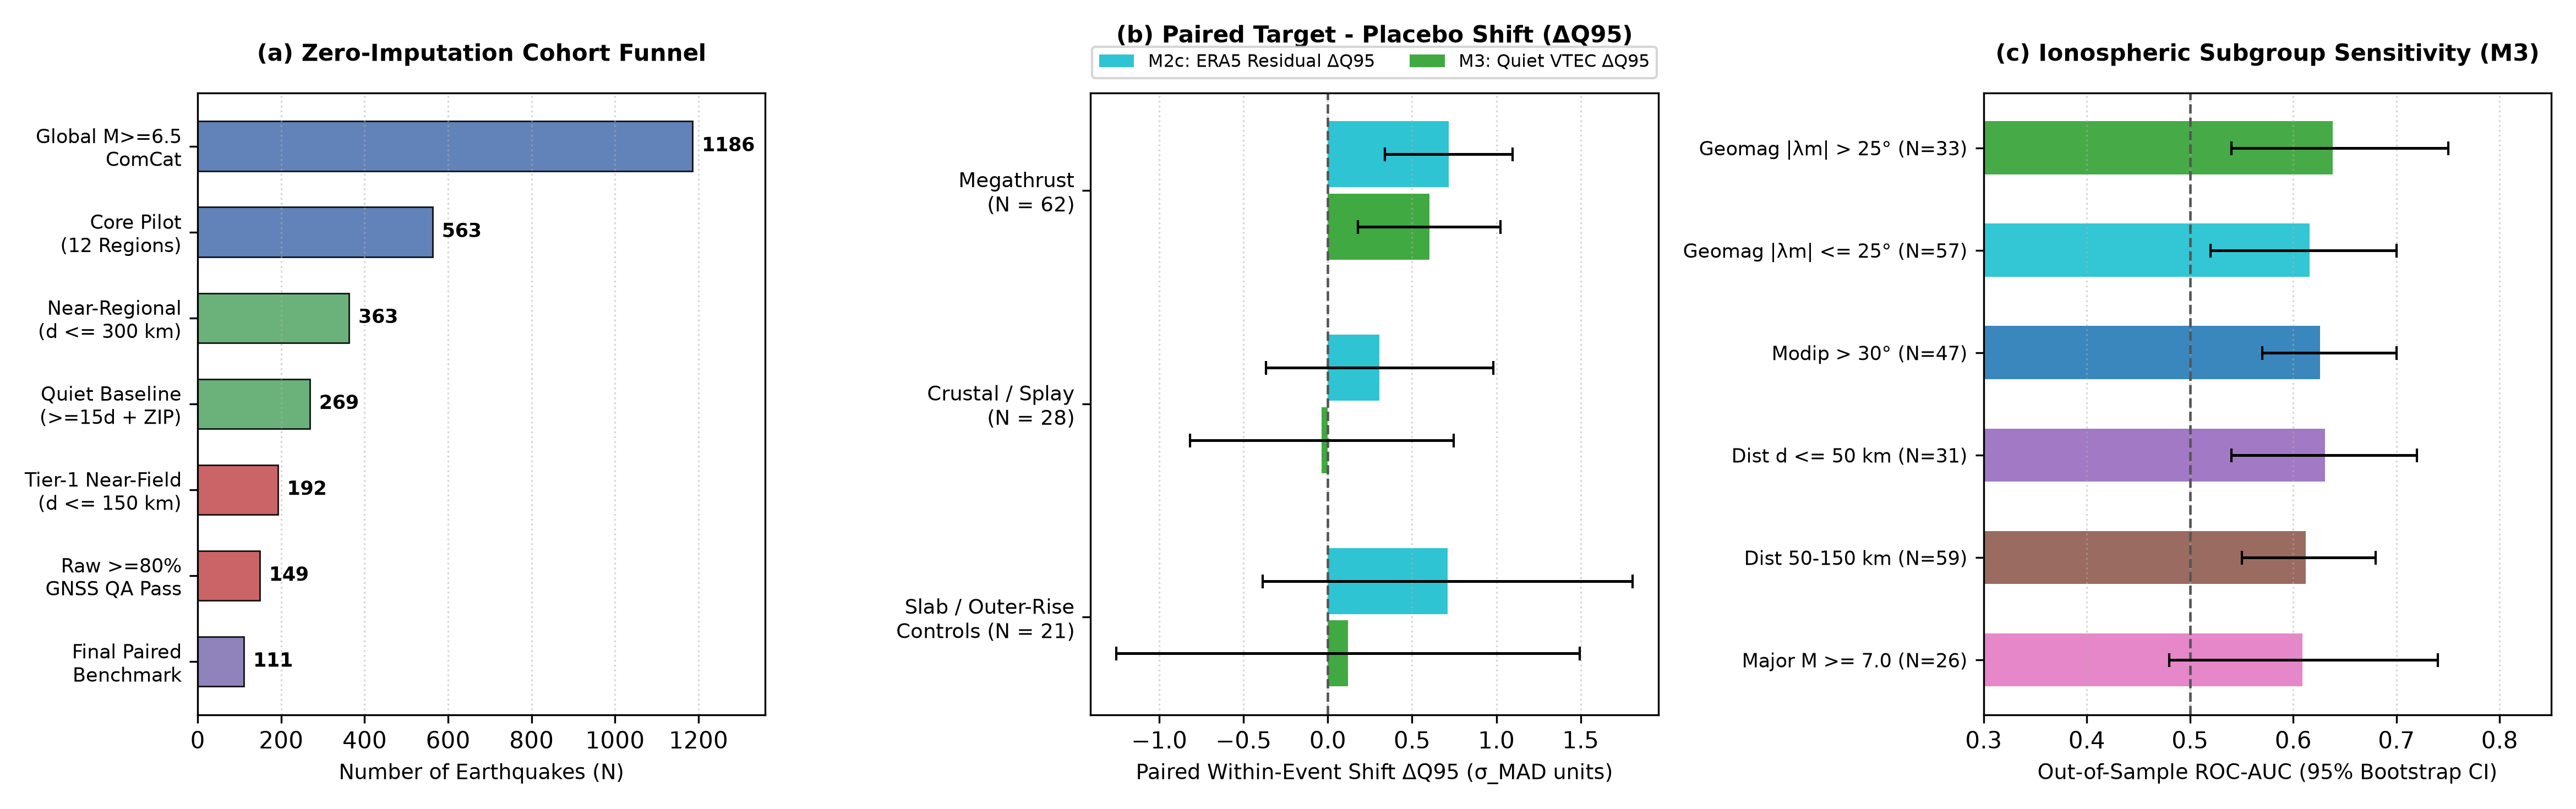 (a) Zero-Imputation Cohort Funnel
Global M>=6.5
ComCat
1186
Core Pilot
(12 Regions)
563
Near-Regional
(d <= 300 km)
363
Quiet Baseline
(>=15d + ZIP)
269
Tier-1 Near-Field
(d <= 150 km)
192
Raw >=80%
GNSS QA Pass
149
Final Paired
Benchmark
111
0 200 400 600 800 1000 1200
Number of Earthquakes (N)
(b) Paired Target - Placebo Shift (ΔQ95)
M2c: ERA5 Residual ΔQ95
M3: Quiet VTEC ΔQ95
Megathrust
(N = 62)
Crustal / Splay
(N = 28)
Slab / Outer-Rise
Controls (N = 21)
−1.0 −0.5 0.0 0.5 1.0 1.5
Paired Within-Event Shift ΔQ95 (σ_MAD units)
(c) Ionospheric Subgroup Sensitivity (M3)
Geomag |λm| > 25° (N=33)
Geomag |λm| <= 25° (N=57)
Modip > 30° (N=47)
Dist d <= 50 km (N=31)
Dist 50-150 km (N=59)
Major M >= 7.0 (N=26)
0.3 0.4 0.5 0.6 0.7 0.8
Out-of-Sample ROC-AUC (95% Bootstrap CI)